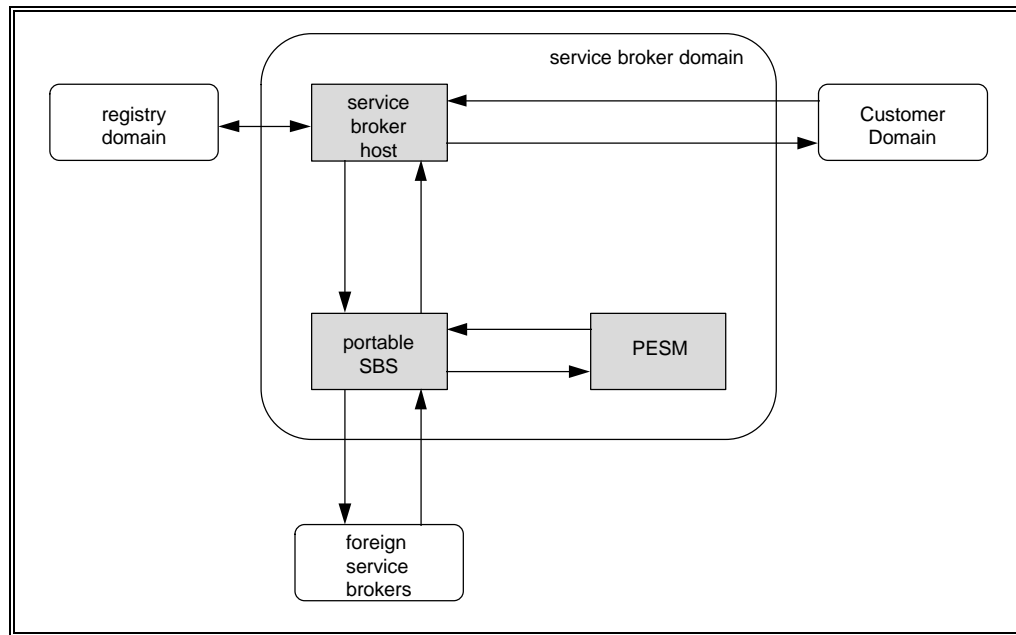 service broker domain
registry
domain
service
broker
host
Customer
Domain
portable
SBS
PESM
foreign
service
brokers